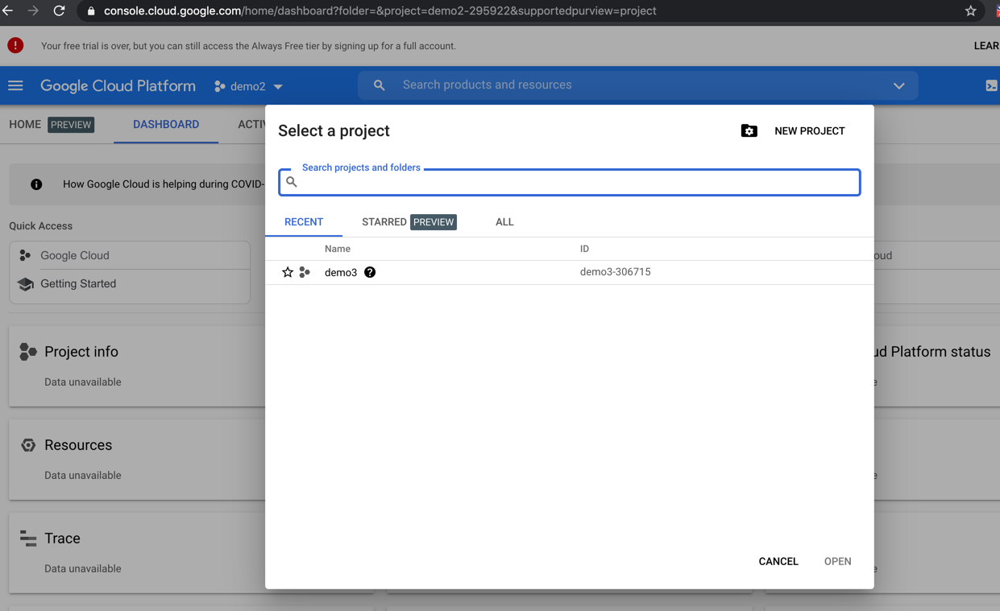 console.cloud.google.com/home/dashboard?folder=&project=demo2-295922&supportedpurview=project
Your free trial is over, but you can still access the Always Free tier by signing up for a full account.
LEAR
Google Cloud Platform
demo2
Search products and resources
HOME PREVIEW
DASHBOARD
ACTIV
Select a project
NEW PROJECT
Search projects and folders
How Google Cloud is helping during COVID-
RECENT
STARRED PREVIEW
ALL
Quick Access
Name
ID
Google Cloud
oud
demo3
demo3-306715
Getting Started
Project info
ud Platform status
Data unavailable
e
Resources
Data unavailable
e
Trace
CANCEL
OPEN
Data unavailable
e